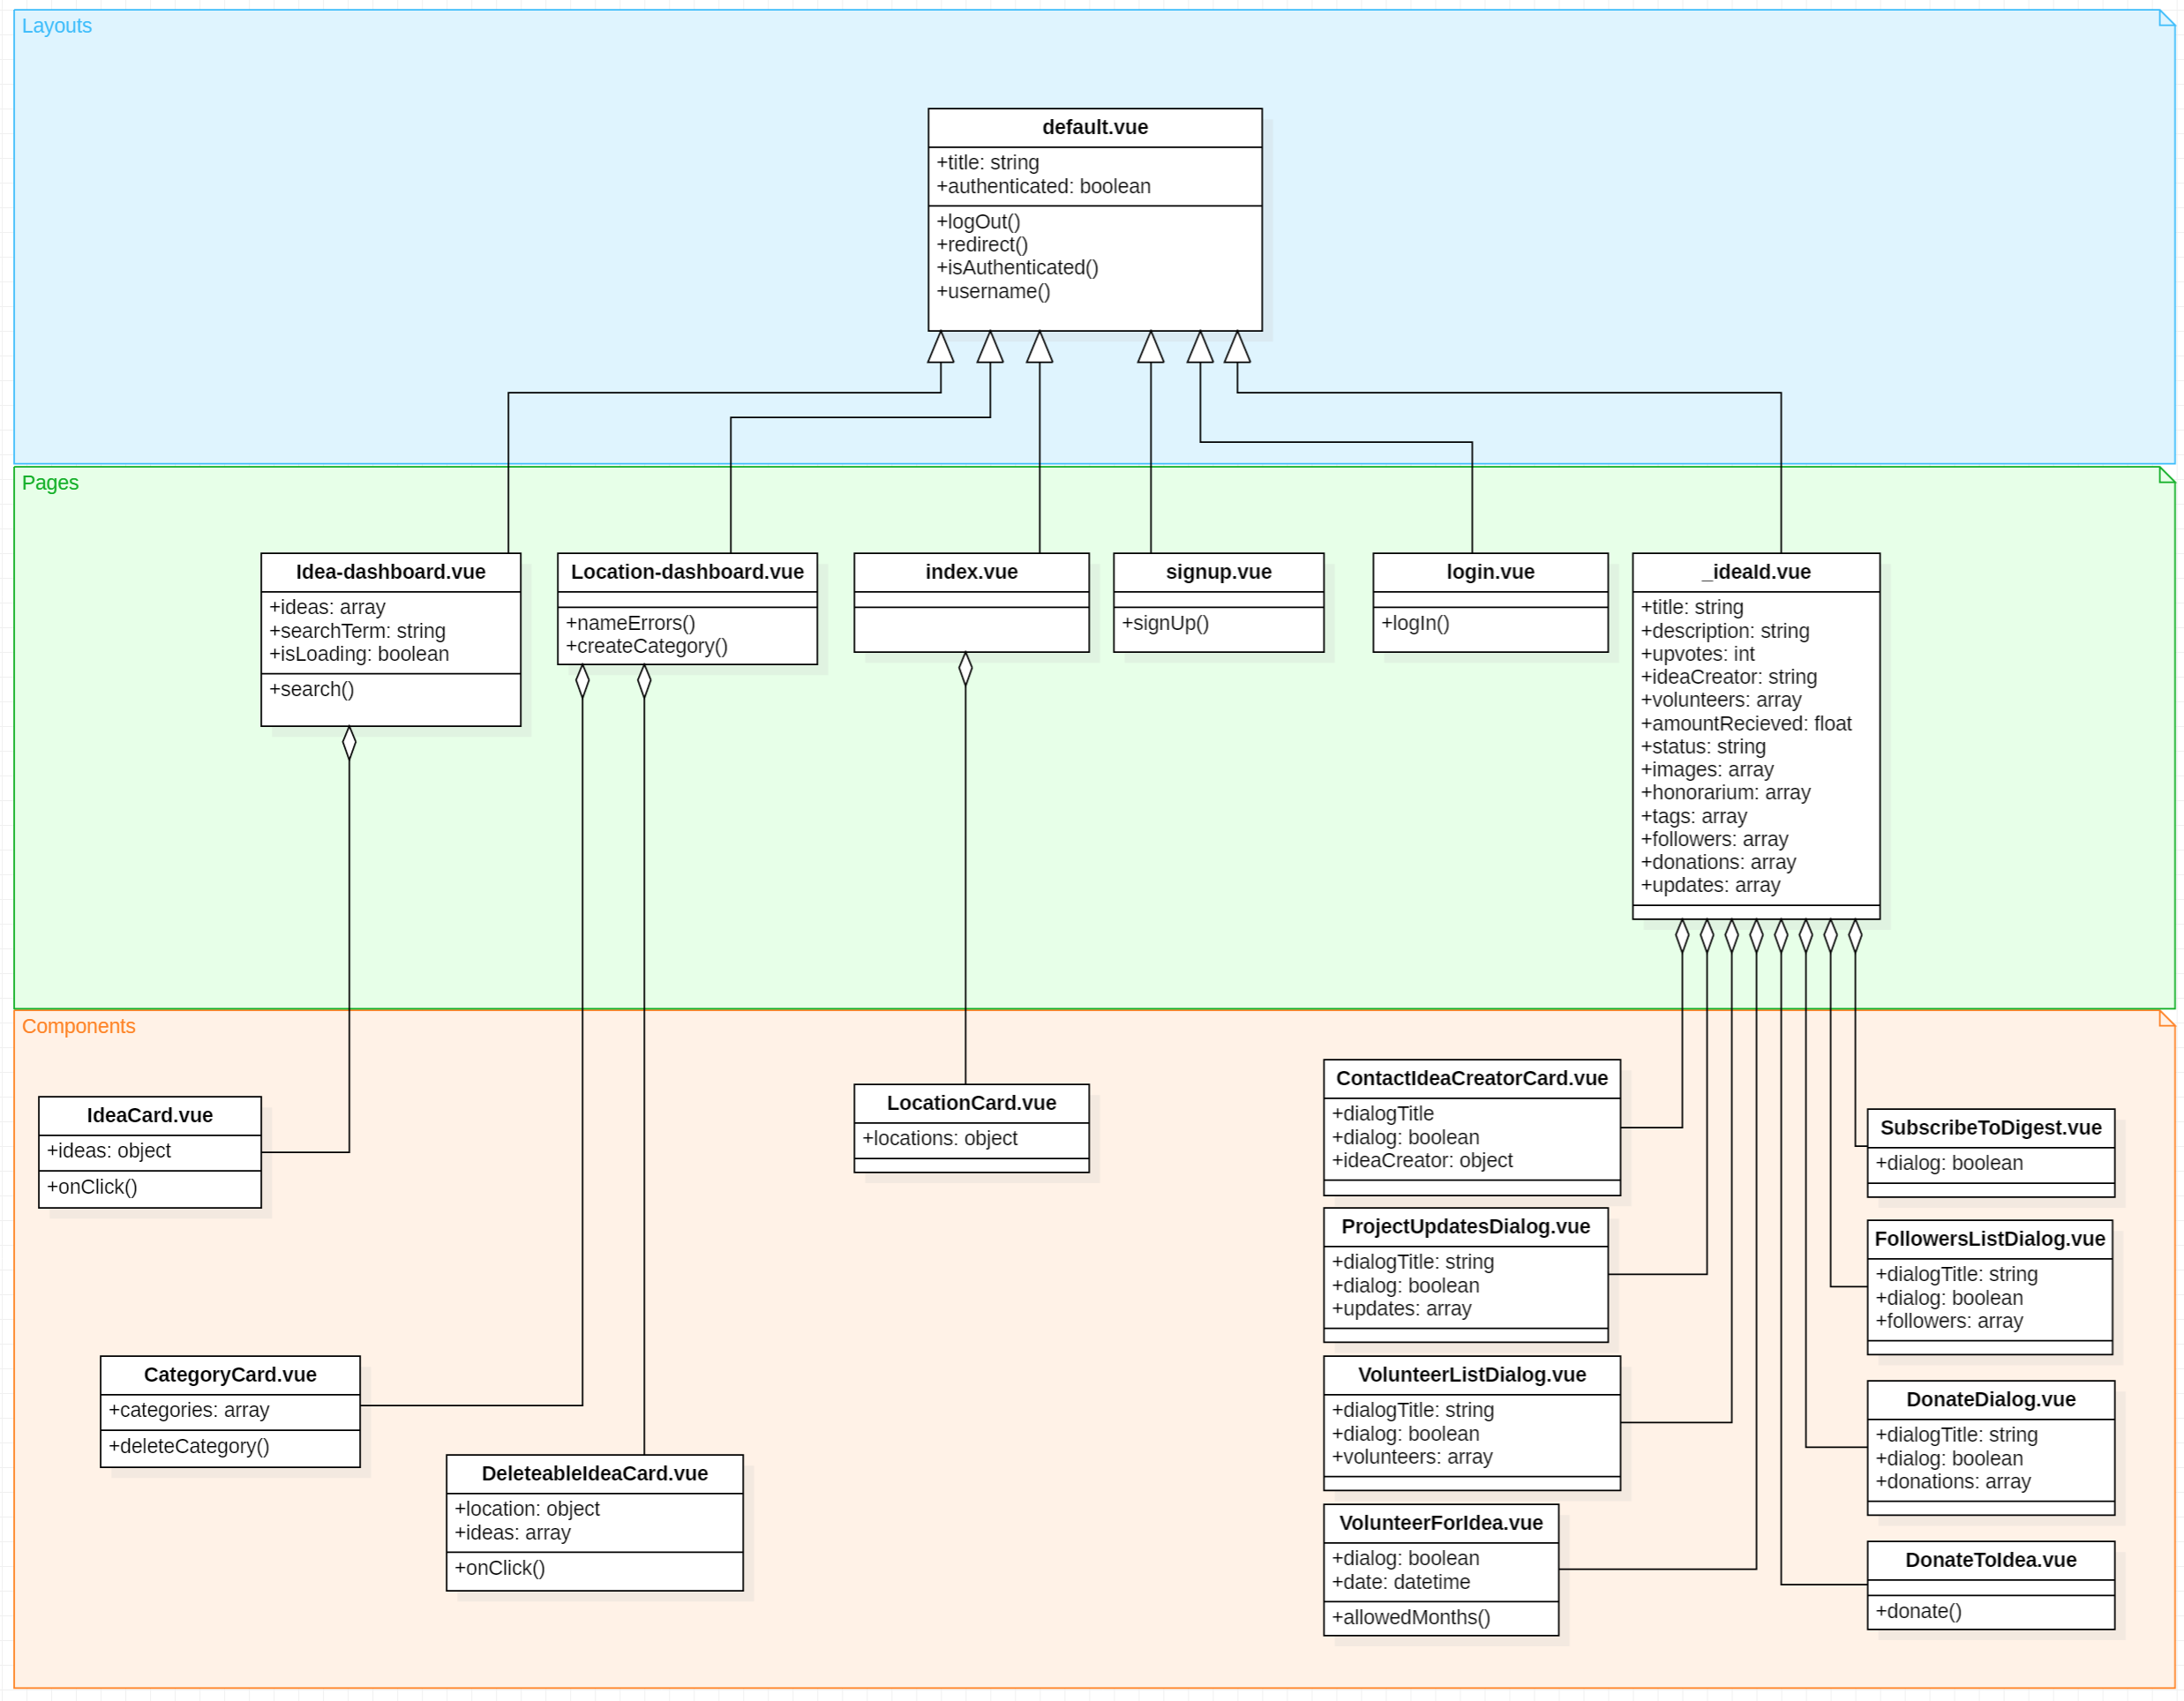 Layouts
default.vue
+title: string
+authenticated: boolean
+logOut()
+redirect()
+isAuthenticated()
+username()
Pages
Idea-dashboard.vue
+ideas: array
+searchTerm: string
+isLoading: boolean
+search()
Location-dashboard.vue
+nameErrors()
+createCategory()
index.vue
signup.vue
+signUp()
login.vue
+logIn()
_ideaId.vue
+title: string
+description: string
+upvotes: int
+ideaCreator: string
+volunteers: array
+amountRecieved: float
+status: string
+images: array
+honorarium: array
+tags: array
+followers: array
+donations: array
+updates: array
Components
IdeaCard.vue
+ideas: object
+onClick()
CategoryCard.vue
+categories: array
+deleteCategory()
DeleteableIdeaCard.vue
+location: object
+ideas: array
+onClick()
LocationCard.vue
+locations: object
ContactIdeaCreatorCard.vue
+dialogTitle
+dialog: boolean
+ideaCreator: object
ProjectUpdatesDialog.vue
+dialogTitle: string
+dialog: boolean
+updates: array
VolunteerListDialog.vue
+dialogTitle: string
+dialog: boolean
+volunteers: array
VolunteerForIdea.vue
+dialog: boolean
+date: datetime
+allowedMonths()
SubscribeToDigest.vue
+dialog: boolean
FollowersListDialog.vue
+dialogTitle: string
+dialog: boolean
+followers: array
DonateDialog.vue
+dialogTitle: string
+dialog: boolean
+donations: array
DonateToIdea.vue
+donate()